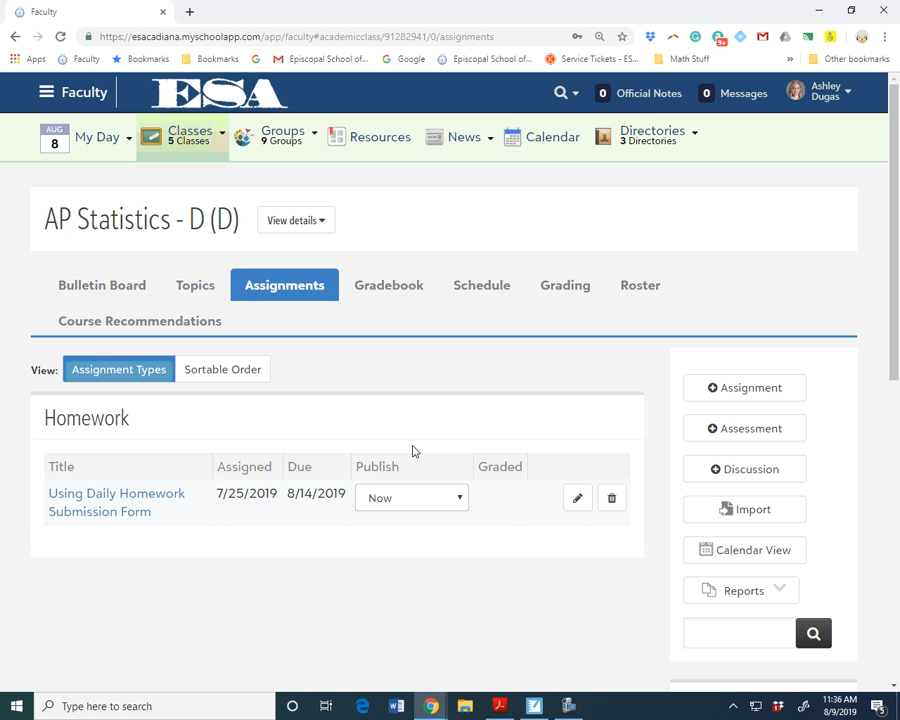 Faculty
https://esacadiana.myschoolapp.com/app/faculty#academicclass/91282941/0/assignments
Apps Faculty Bookmarks Bookmarks Episcopal School of... Google Episcopal School of... Service Tickets - ES... Math Stuff » Other bookmarks
Faculty ESA 0 Official Notes 0 Messages Ashley Dugas
AUG 8 My Day Classes 5 Classes Groups 9 Groups Resources News Calendar Directories 3 Directories
AP Statistics - D (D) View details
Bulletin Board Topics Assignments Gradebook Schedule Grading Roster
Course Recommendations
View: Assignment Types Sortable Order
Homework
Title Assigned Due Publish Graded
Using Daily Homework Submission Form 7/25/2019 8/14/2019 Now
Assignment
Assessment
Discussion
Import
Calendar View
Reports
Type here to search
11:36 AM
8/9/2019
5